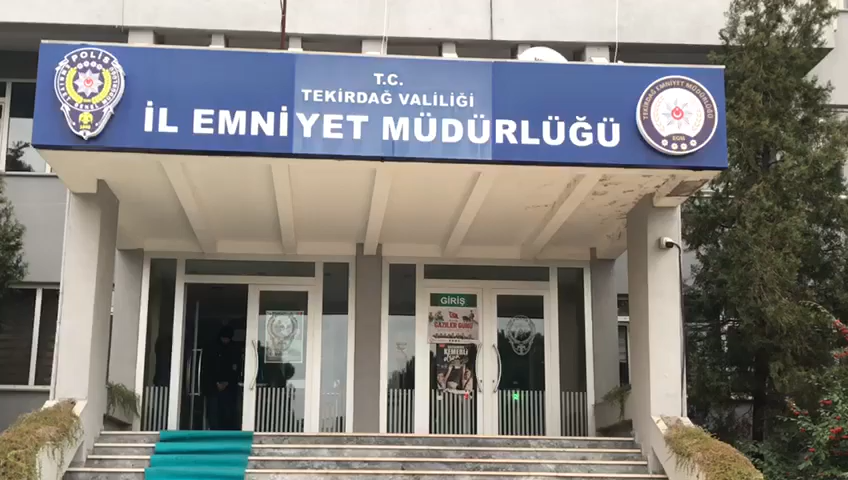 T.C.
TEKİRDAĞ VALİLİĞİ
İL EMNİYET MÜDÜRLÜĞÜ
POLİS
TEKİRDAĞ EMNİYET MÜDÜRLÜĞÜ
EGM
GİRİŞ
GAZİLER GÜNÜ